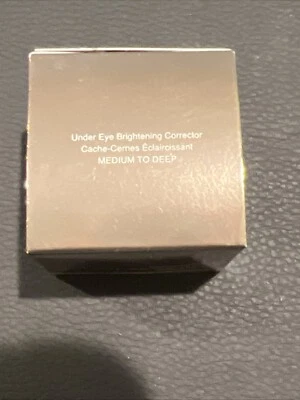 Under Eye Brightening Corrector
Cache-Cernes Éclaircissant
MEDIUM TO DEEP